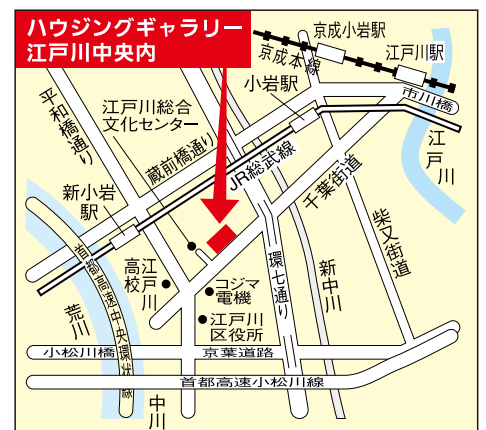 ハウジングギャラリー
江戸川中央内
京成小岩駅
京成本線
江戸川駅
小岩駅
市川橋
平和橋通り
江戸川総合
文化センター
蔵前橋通り
JR総武線
江戸川
千葉街道
新小岩
駅
柴又街道
首都高速中央環状線
江戸川
高校
コジマ
電機
環七通り
新中川
荒川
江戸川
区役所
小松川橋
京葉道路
首都高速小松川線
中川